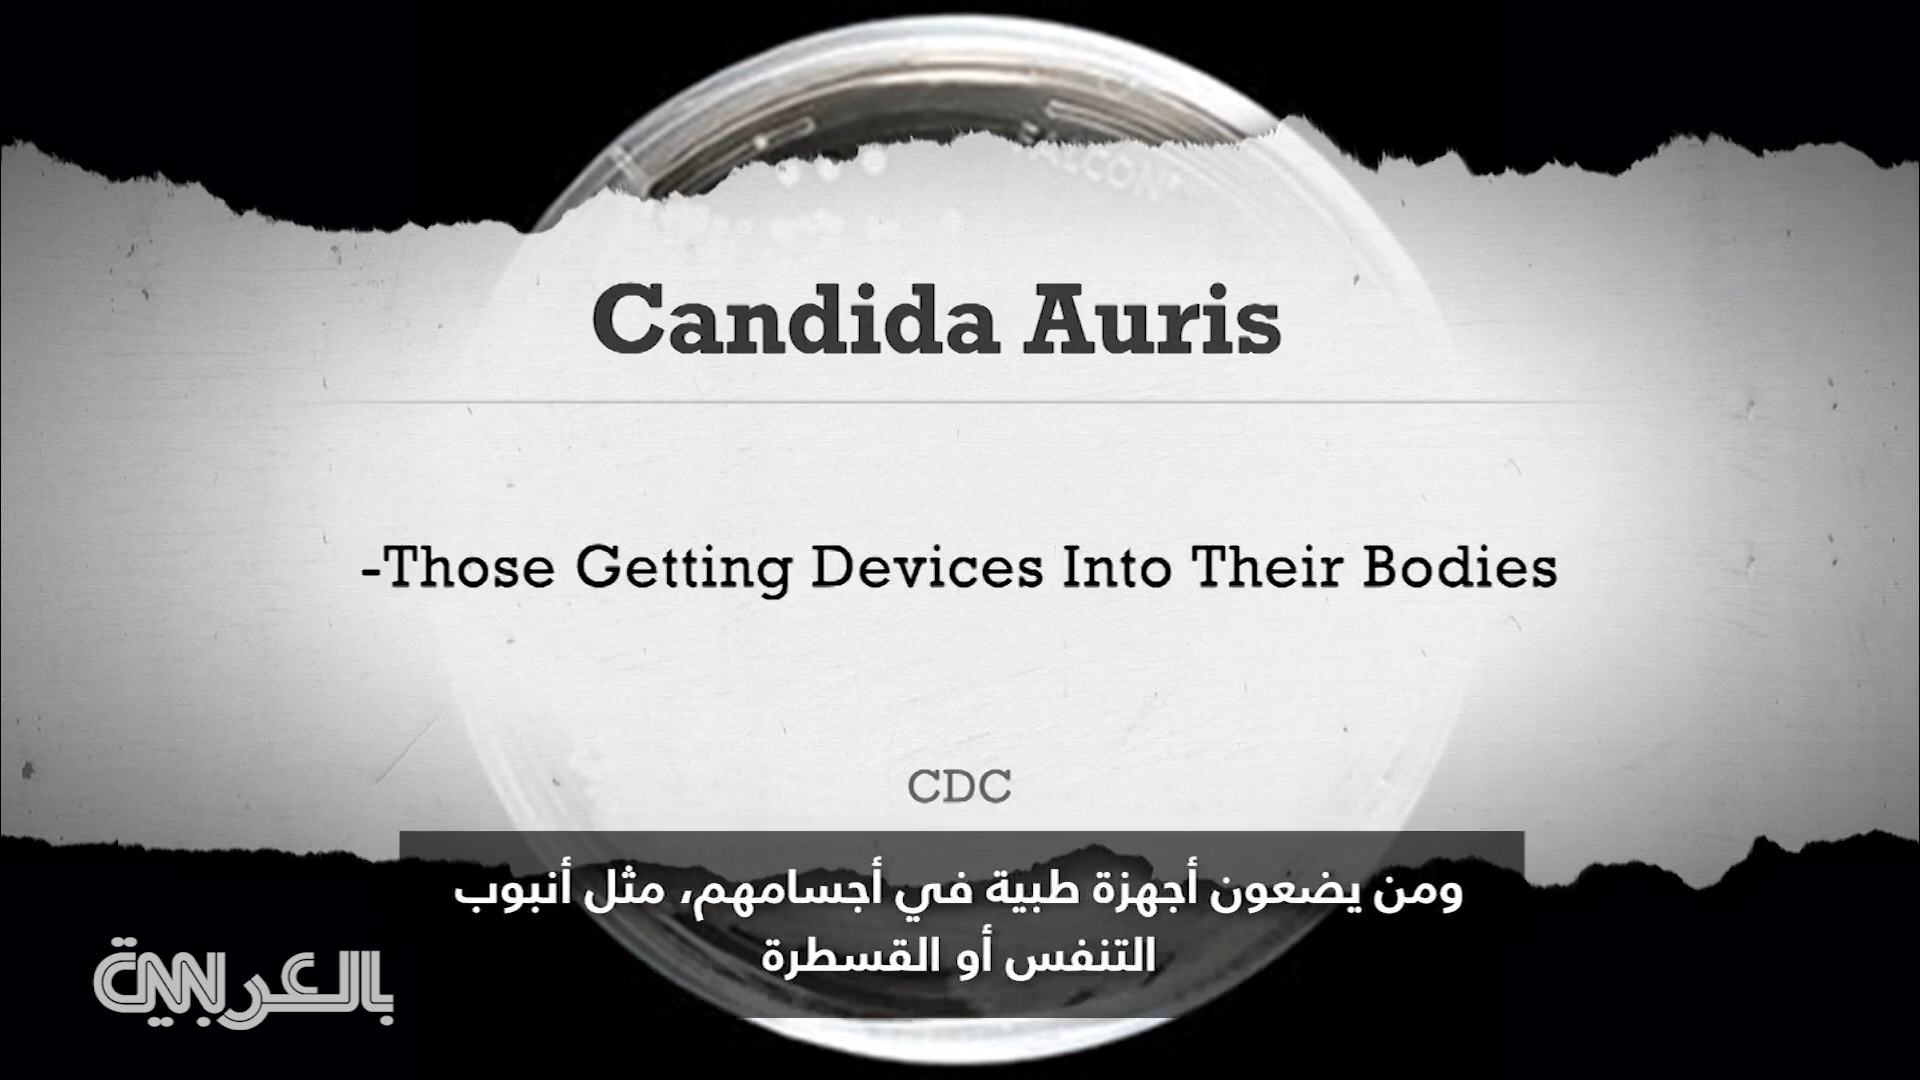 FALCON
Candida Auris
-Those Getting Devices Into Their Bodies
CDC
ومن يضعون أجهزة طبية في أجسامهم، مثل أنبوب
التنفس أو القسطرة
CNN بالعربية